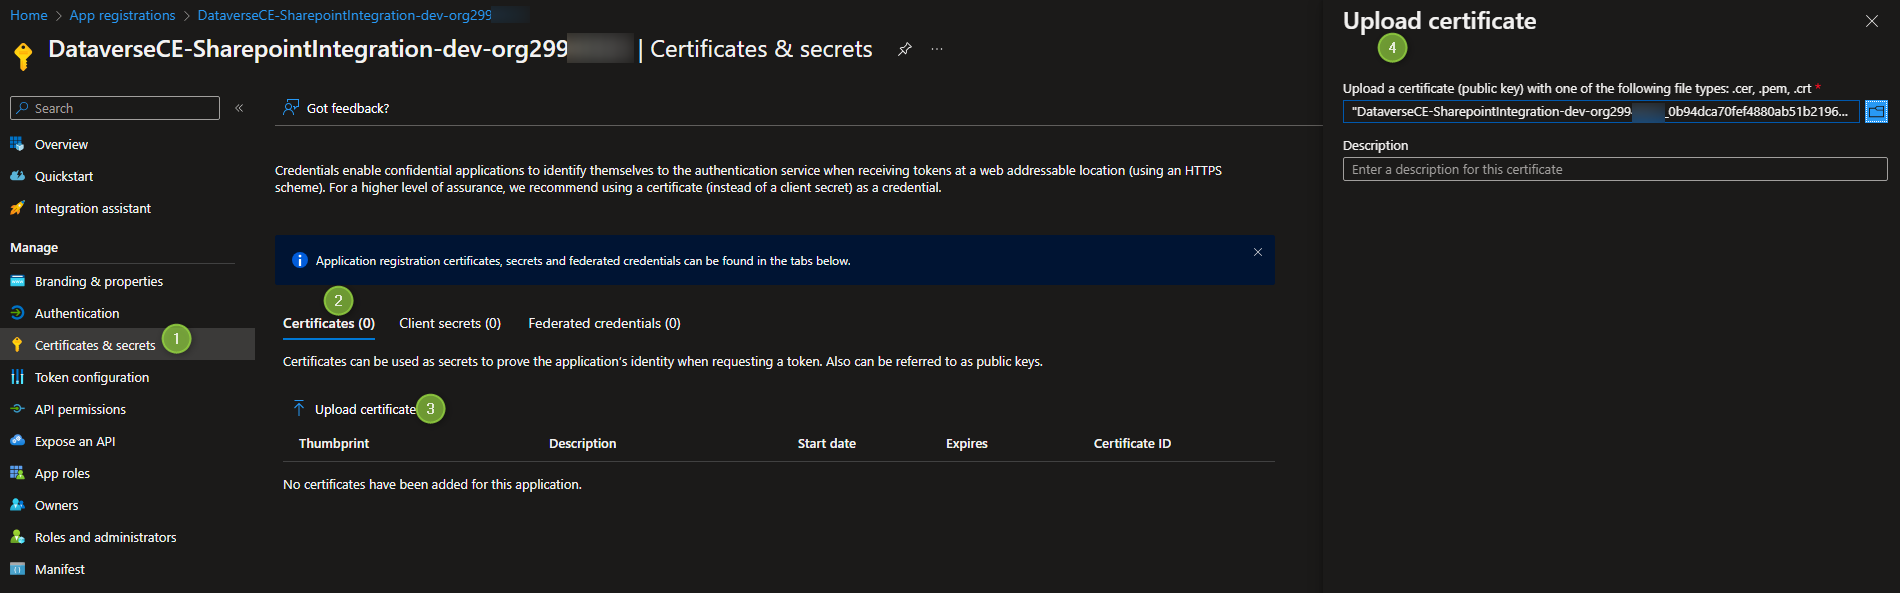 Home > App registrations > DataverseCE-SharepointIntegration-dev-org299
DataverseCE-SharepointIntegration-dev-org299 | Certificates & secrets ...
Search «
Overview
Quickstart
Integration assistant
Manage
Branding & properties
Authentication
Certificates & secrets 1
Token configuration
API permissions
Expose an API
App roles
Owners
Roles and administrators
Manifest
Got feedback?
Credentials enable confidential applications to identify themselves to the authentication service when receiving tokens at a web addressable location (using an HTTPS
scheme). For a higher level of assurance, we recommend using a certificate (instead of a client secret) as a credential.
Application registration certificates, secrets and federated credentials can be found in the tabs below.
2
Certificates (0) Client secrets (0) Federated credentials (0)
Certificates can be used as secrets to prove the application's identity when requesting a token. Also can be referred to as public keys.
Upload certificate 3
Thumbprint Description Start date Expires Certificate ID
No certificates have been added for this application.
Upload certificate
4
Upload a certificate (public key) with one of the following file types: .cer, .pem, .crt *
"DataverseCE-SharepointIntegration-dev-org299 _0b94dca70fef4880ab51b2196...
Description
Enter a description for this certificate